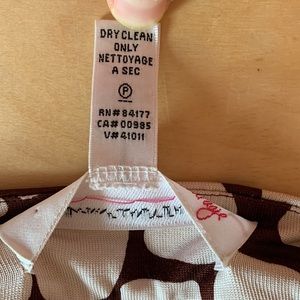 DRY CLEAN
ONLY
NETTOYAGE
A SEC
P
RN# 84177
CA# 00985
V# 41011